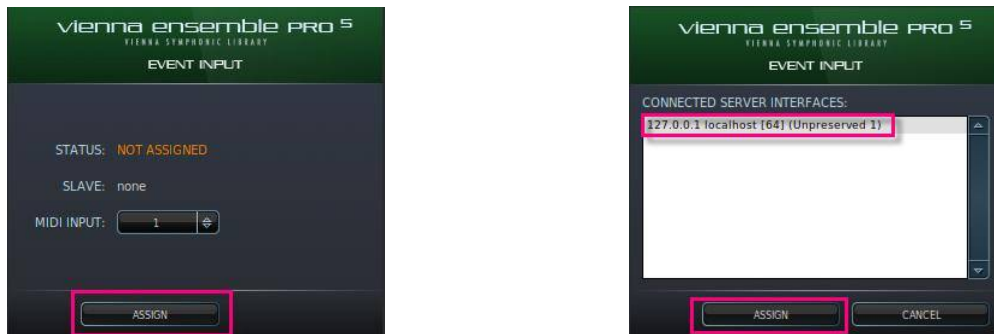 vienna ensemble PRO 5
VIENNA SYMPHONIC LIBRARY
EVENT INPUT
STATUS: NOT ASSIGNED
SLAVE: none
MIDI INPUT: 1
ASSIGN
vienna ensemble PRO 5
VIENNA SYMPHONIC LIBRARY
EVENT INPUT
CONNECTED SERVER INTERFACES:
127.0.0.1 localhost [64] (Unpreserved 1)
ASSIGN CANCEL